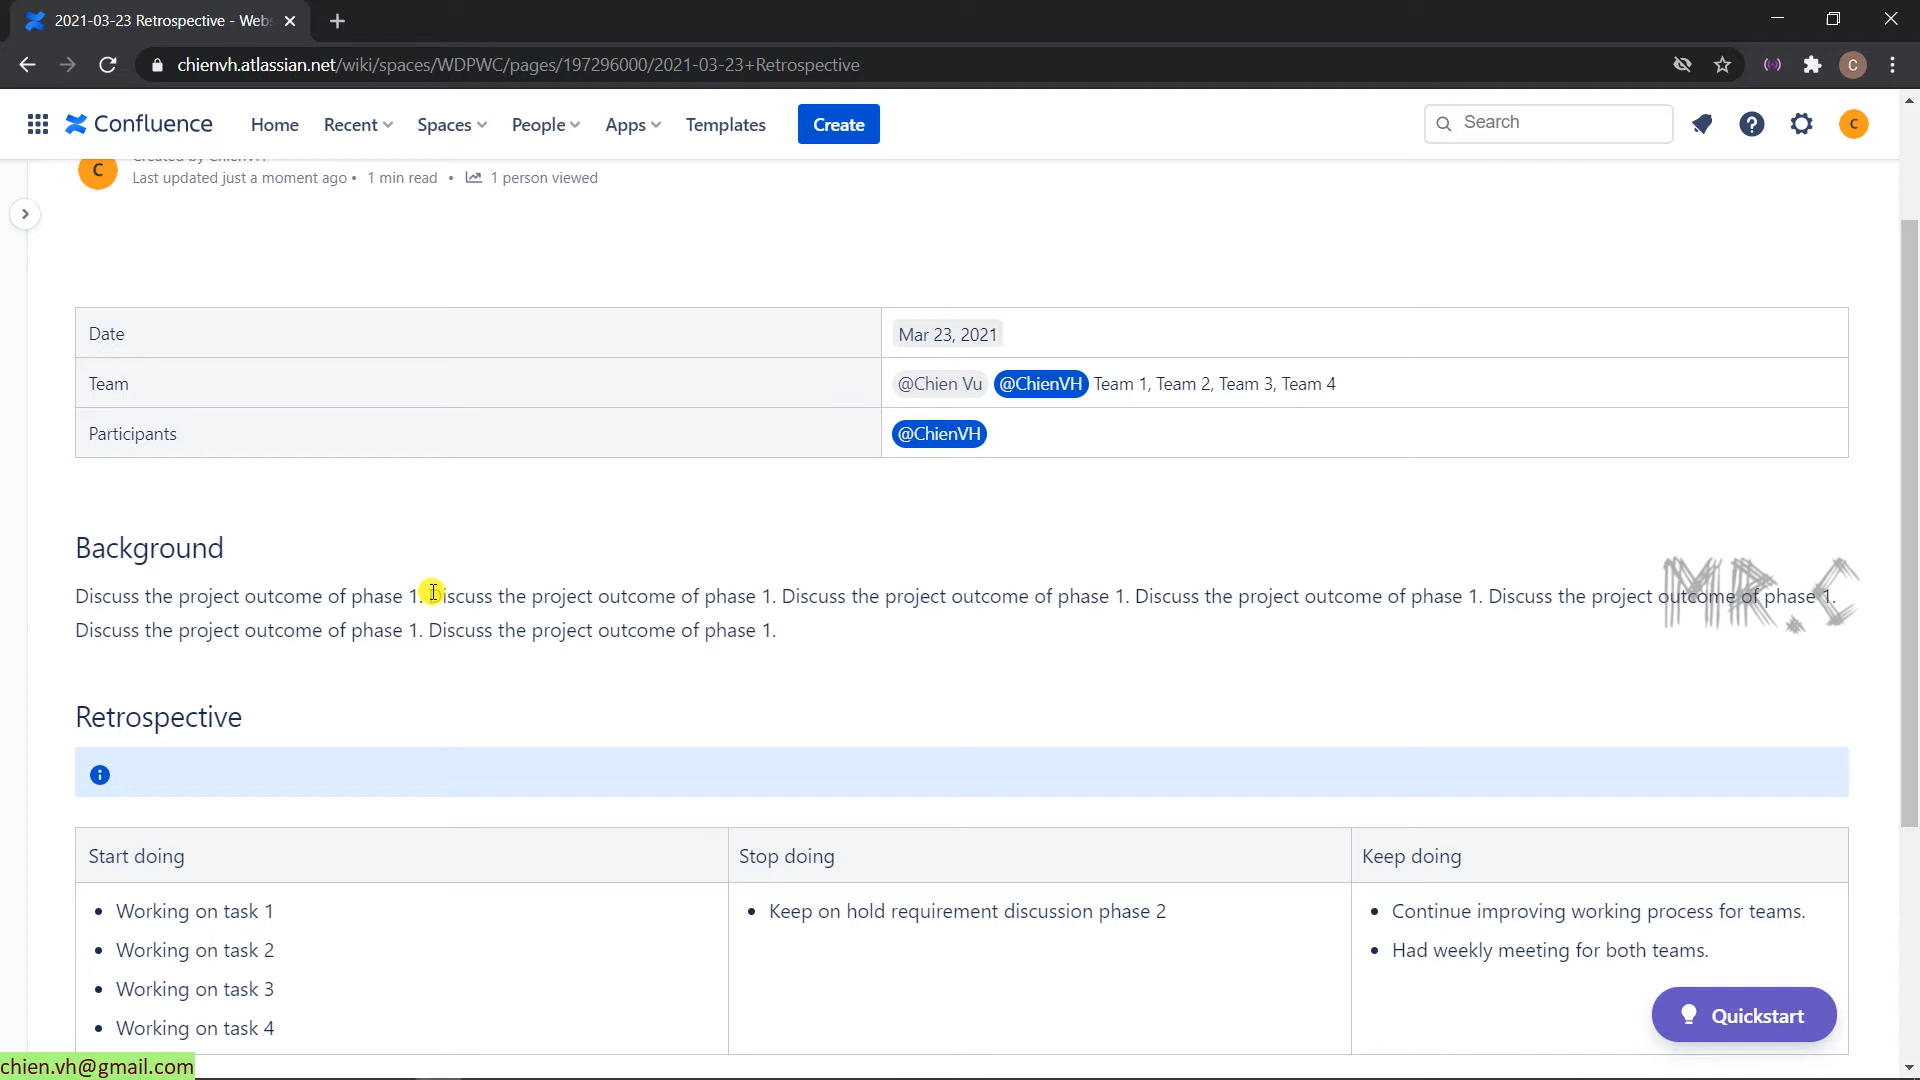 2021-03-23 Retrospective - Webs
chienvh.atlassian.net/wiki/spaces/WDPWC/pages/197296000/2021-03-23+Retrospective
C
Confluence Home Recent Spaces People Apps Templates Create Search C
C
Created by ChienVH
Last updated just a moment ago • 1 min read • 1 person viewed
Date Mar 23, 2021
Team @Chien Vu @ChienVH Team 1, Team 2, Team 3, Team 4
Participants @ChienVH
Background
Discuss the project outcome of phase 1. Discuss the project outcome of phase 1. Discuss the project outcome of phase 1. Discuss the project outcome of phase 1. Discuss the project outcome of phase 1.
Discuss the project outcome of phase 1. Discuss the project outcome of phase 1.
MR.C
Retrospective
Start doing Stop doing Keep doing
• Working on task 1 • Keep on hold requirement discussion phase 2 • Continue improving working process for teams.
• Working on task 2 • Had weekly meeting for both teams.
• Working on task 3
• Working on task 4
Quickstart
chien.vh@gmail.com